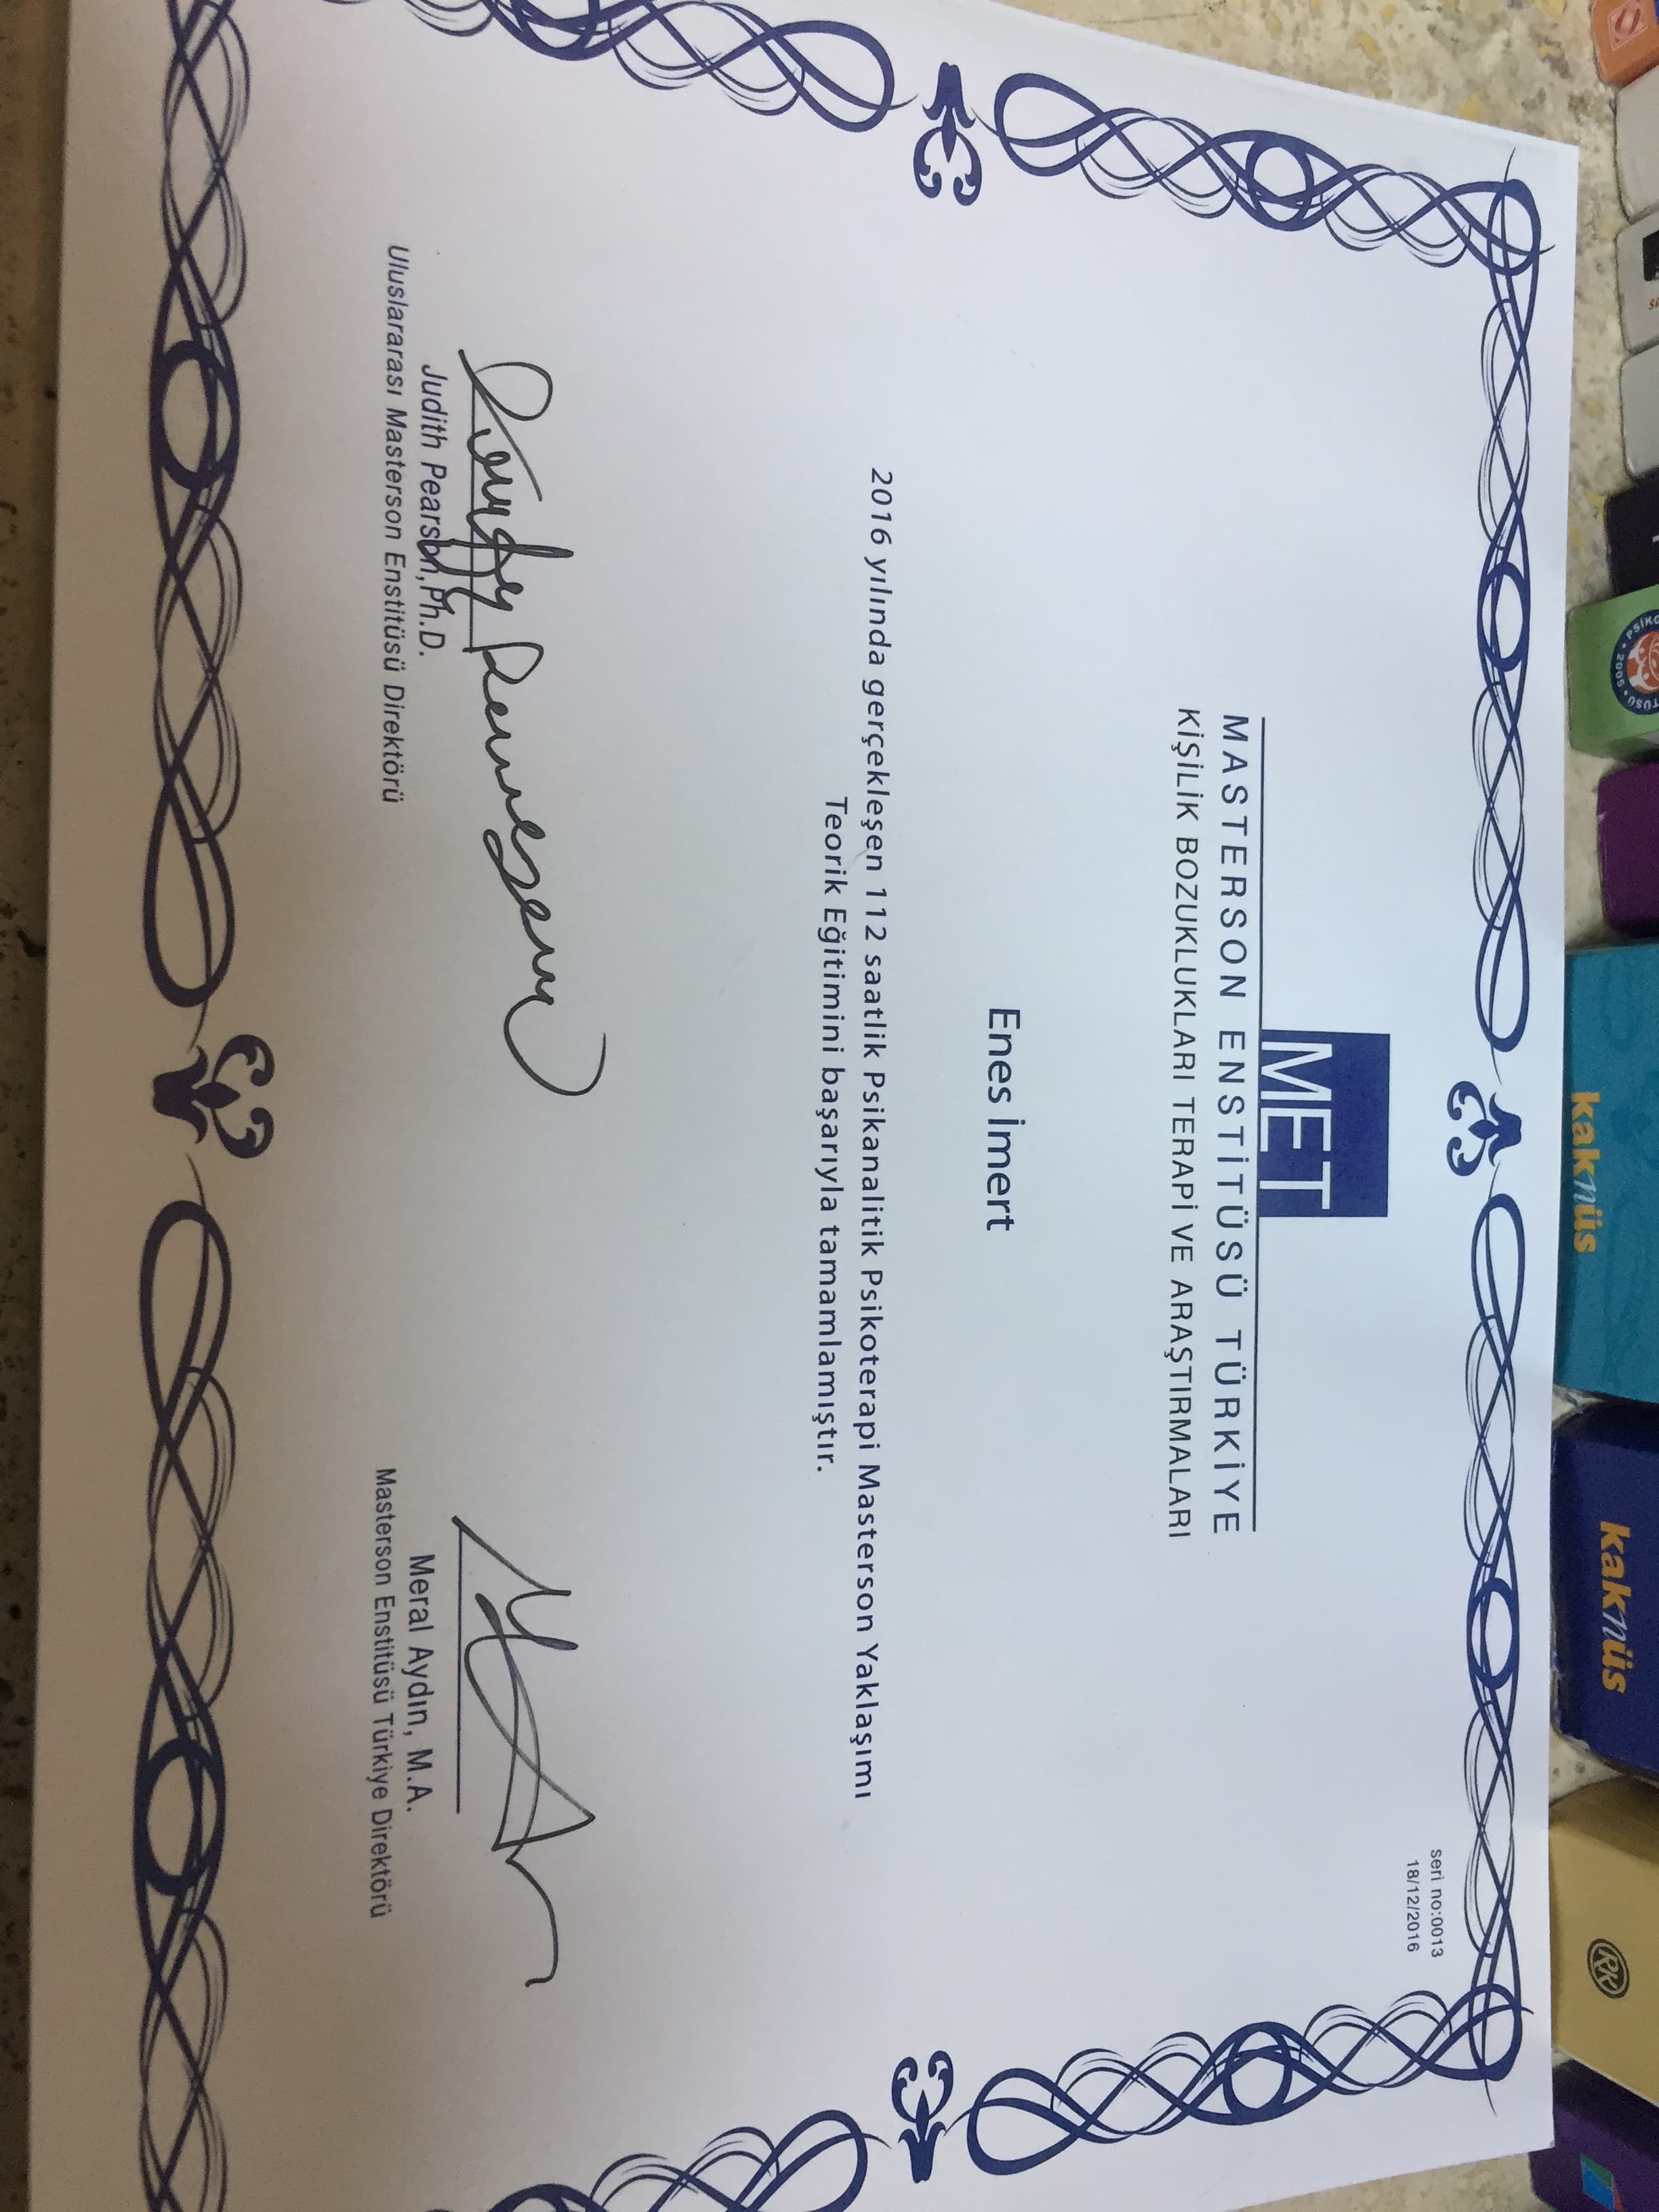 seri no:0013
18/12/2016
MET
MASTERSON ENSTİTÜSÜ TÜRKİYE
KİŞİLİK BOZUKLUKLARI TERAPİ VE ARAŞTIRMALARI
Enes İmert
2016 yılında gerçekleşen 112 saatlik Psikanalitik Psikoterapi Masterson Yaklaşımı
Teorik Eğitimini başarıyla tamamlamıştır.
Judith Pearson,Ph.D.
Uluslararası Masterson Enstitüsü Direktörü
Meral Aydın, M.A.
Masterson Enstitüsü Türkiye Direktörü
kaknüs
kaknüs
RK
2005